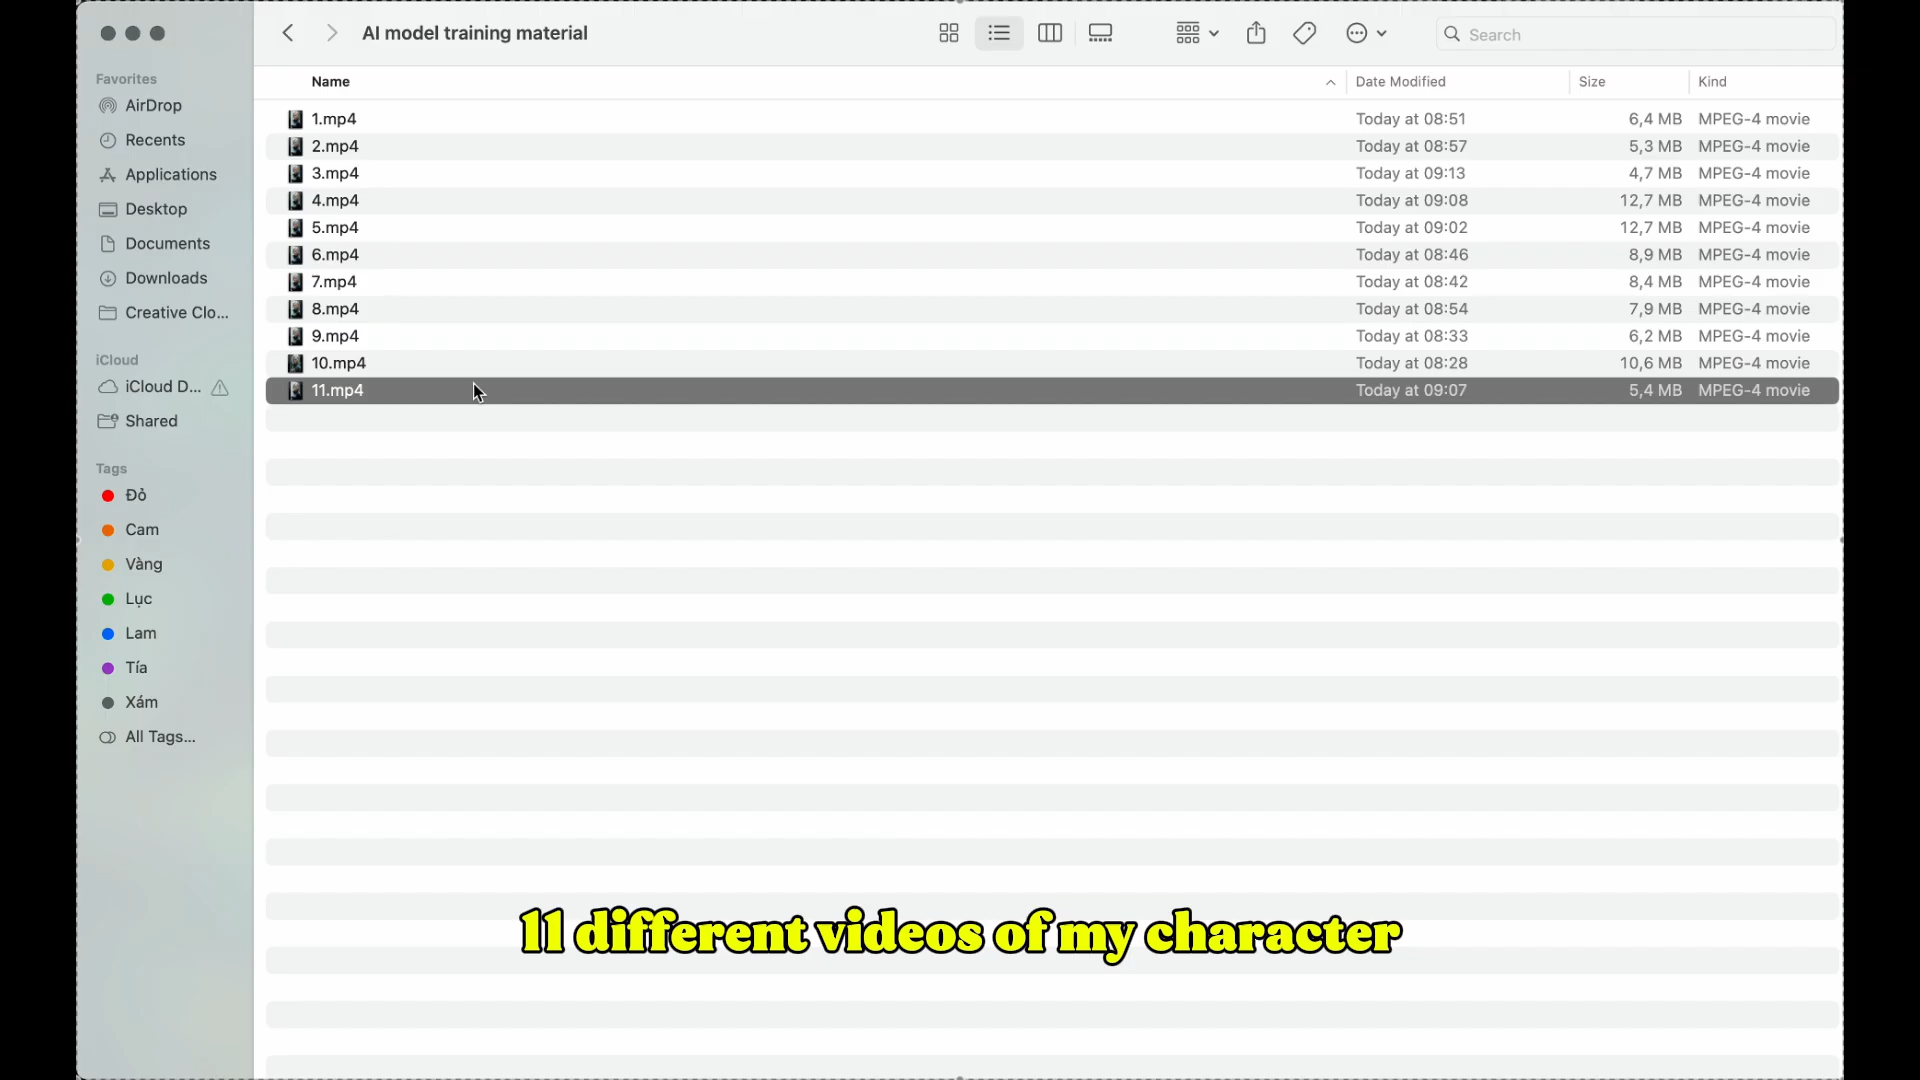 AI model training material
Search
Favorites
AirDrop
Recents
Applications
Desktop
Documents
Downloads
Creative Clo...
iCloud
iCloud D...
Shared
Tags
Đỏ
Cam
Vàng
Lục
Lam
Tía
Xám
All Tags...
Name Date Modified Size Kind
1.mp4 Today at 08:51 6,4 MB MPEG-4 movie
2.mp4 Today at 08:57 5,3 MB MPEG-4 movie
3.mp4 Today at 09:13 4,7 MB MPEG-4 movie
4.mp4 Today at 09:08 12,7 MB MPEG-4 movie
5.mp4 Today at 09:02 12,7 MB MPEG-4 movie
6.mp4 Today at 08:46 8,9 MB MPEG-4 movie
7.mp4 Today at 08:42 8,4 MB MPEG-4 movie
8.mp4 Today at 08:54 7,9 MB MPEG-4 movie
9.mp4 Today at 08:33 6,2 MB MPEG-4 movie
10.mp4 Today at 08:28 10,6 MB MPEG-4 movie
11.mp4 Today at 09:07 5,4 MB MPEG-4 movie
11 different videos of my character